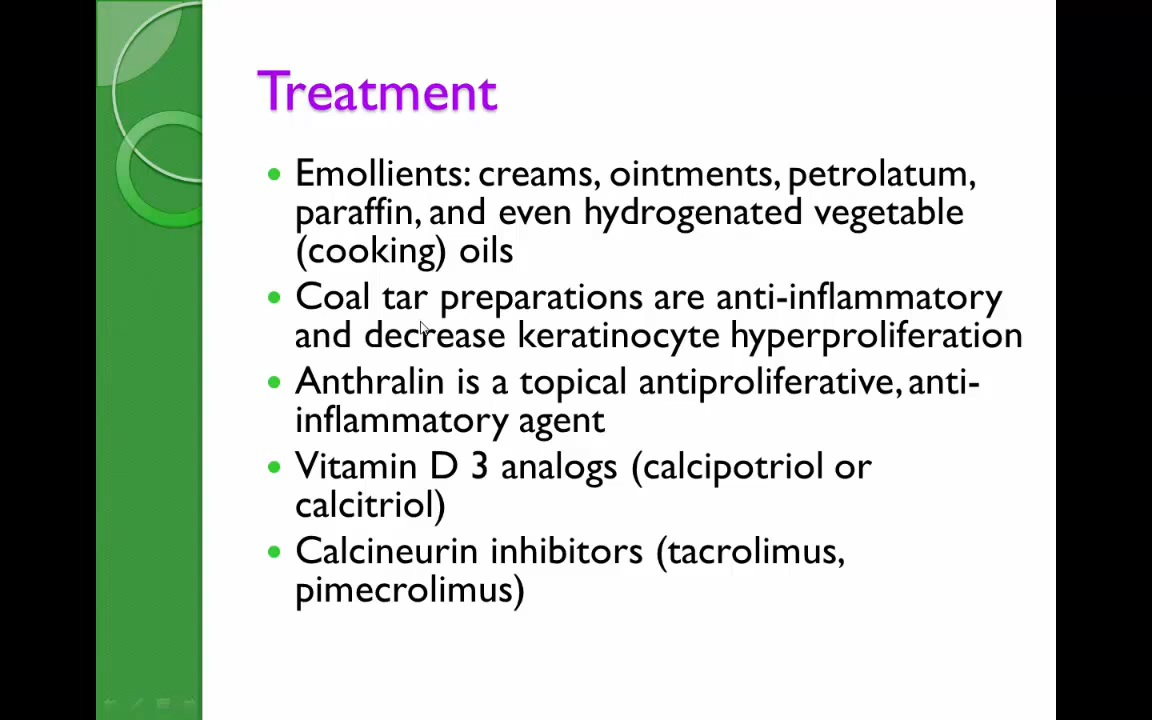 Treatment
• Emollients: creams, ointments, petrolatum,
paraffin, and even hydrogenated vegetable
(cooking) oils
• Coal tar preparations are anti-inflammatory
and decrease keratinocyte hyperproliferation
• Anthralin is a topical antiproliferative, anti-
inflammatory agent
• Vitamin D 3 analogs (calcipotriol or
calcitriol)
• Calcineurin inhibitors (tacrolimus,
pimecrolimus)